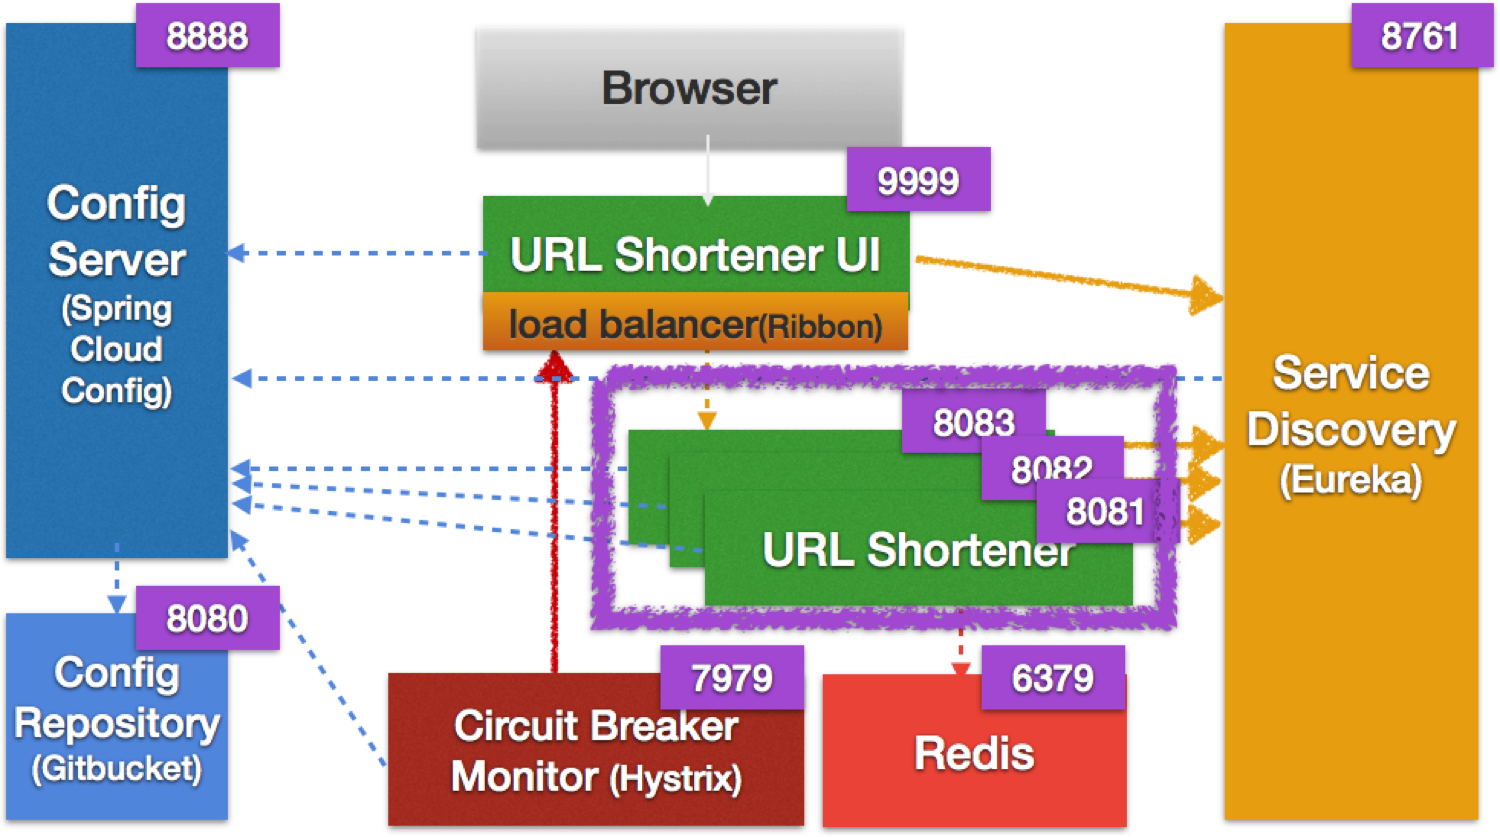 8888
8761
Browser
9999
Config
Server
(Spring
Cloud
Config)
URL Shortener UI
load balancer(Ribbon)
Service
Discovery
(Eureka)
8083
8082
8081
URL Shortener
8080
Config
Repository
(Gitbucket)
7979
Circuit Breaker
Monitor (Hystrix)
6379
Redis